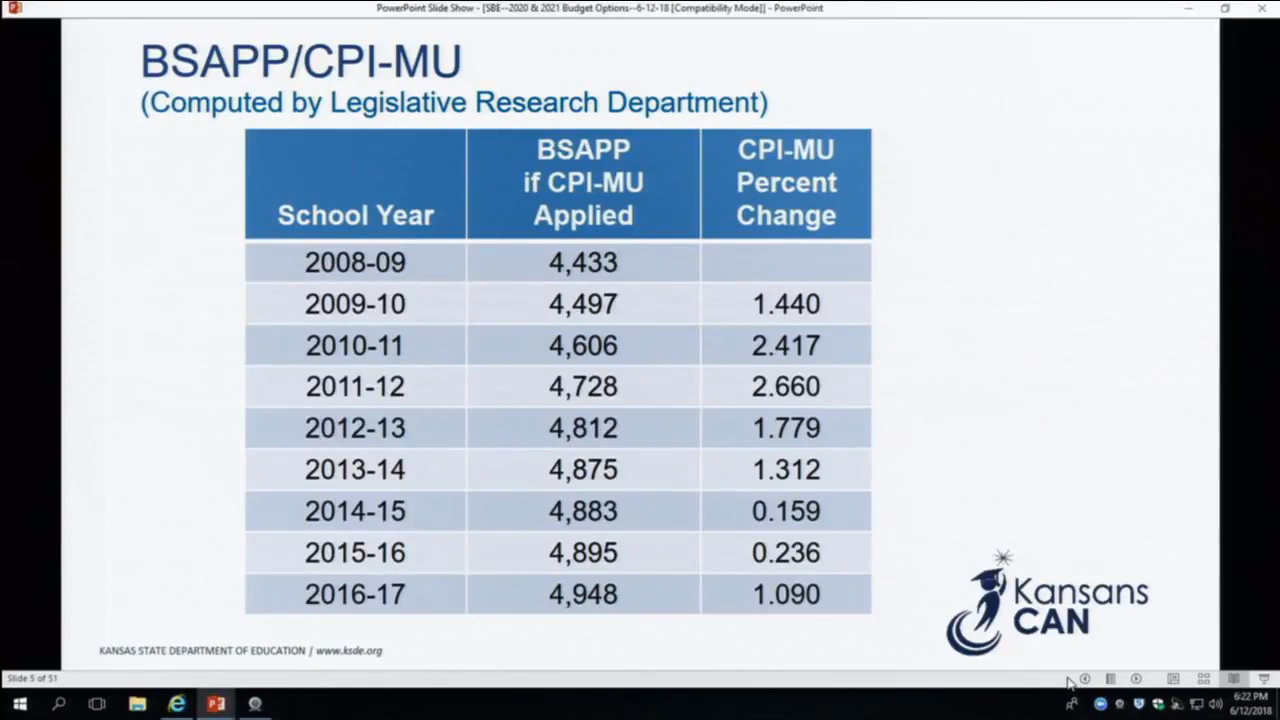 PowerPoint Slide Show - [SBE--2020 & 2021 Budget Options--6-12-18 [Compatibility Mode]] - PowerPoint
BSAPP/CPI-MU
(Computed by Legislative Research Department)
School Year
BSAPP
if CPI-MU
Applied
CPI-MU
Percent
Change
2008-09 4,433
2009-10 4,497 1.440
2010-11 4,606 2.417
2011-12 4,728 2.660
2012-13 4,812 1.779
2013-14 4,875 1.312
2014-15 4,883 0.159
2015-16 4,895 0.236
2016-17 4,948 1.090
Kansans
CAN
KANSAS STATE DEPARTMENT OF EDUCATION / www.ksde.org
Slide 5 of 51
6:22 PM
6/12/2018